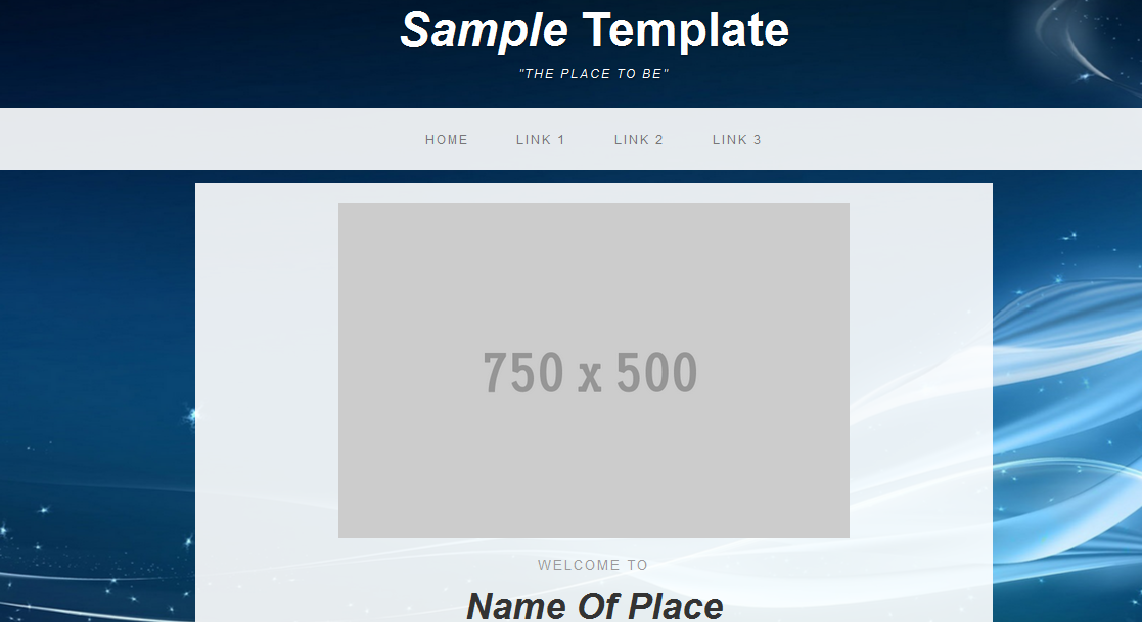 Sample Template
"THE PLACE TO BE"
HOME LINK 1 LINK 2 LINK 3
750 x 500
WELCOME TO
Name Of Place